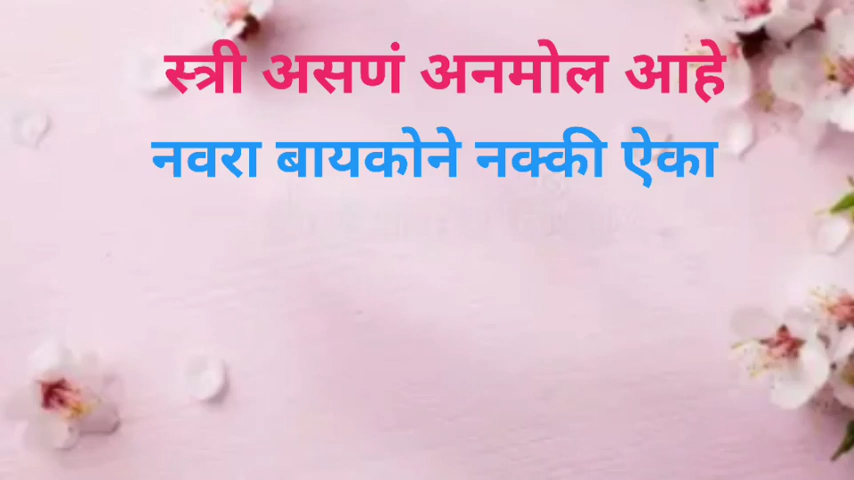 स्त्री असणं अनमोल आहे
नवरा बायकोने नक्की ऐका